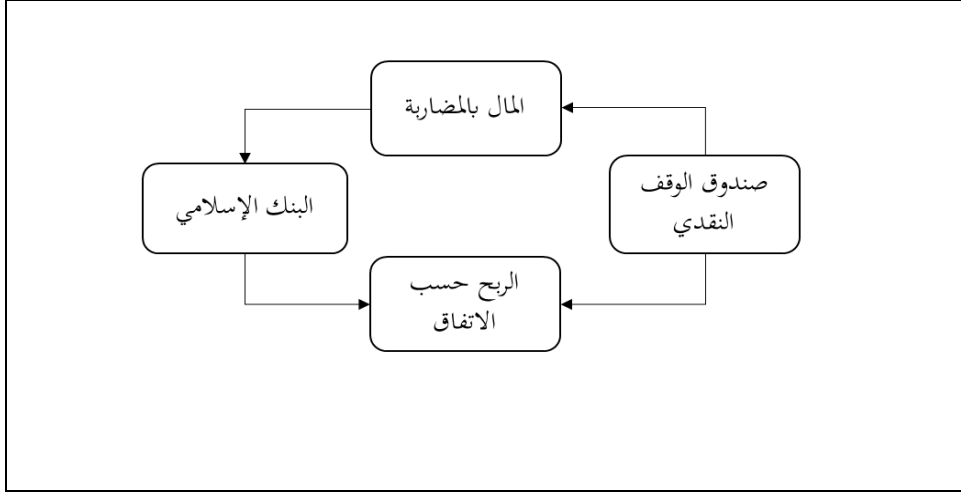 المال بالمضاربة
صندوق الوقف
النقدي
البنك الإسلامي
الربح حسب
الاتفاق